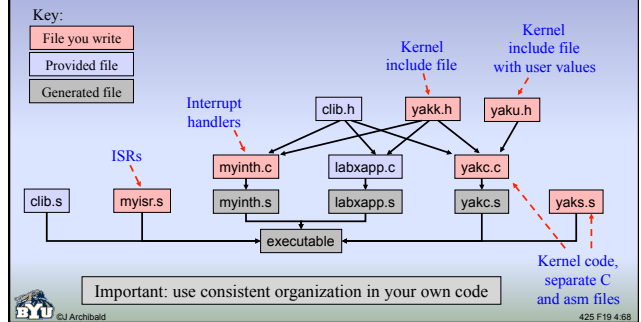 Key:
File you write
Provided file
Generated file
Kernel
include file
Kernel
include file
with user values
Interrupt
handlers
clib.h
yakk.h
yaku.h
ISRs
myinth.c
labxapp.c
yakc.c
clib.s
myisr.s
myinth.s
labxapp.s
yakc.s
yaks.s
executable
Kernel code,
separate C
and asm files
Important: use consistent organization in your own code
BYU
©J Archibald
425 F19 4:68